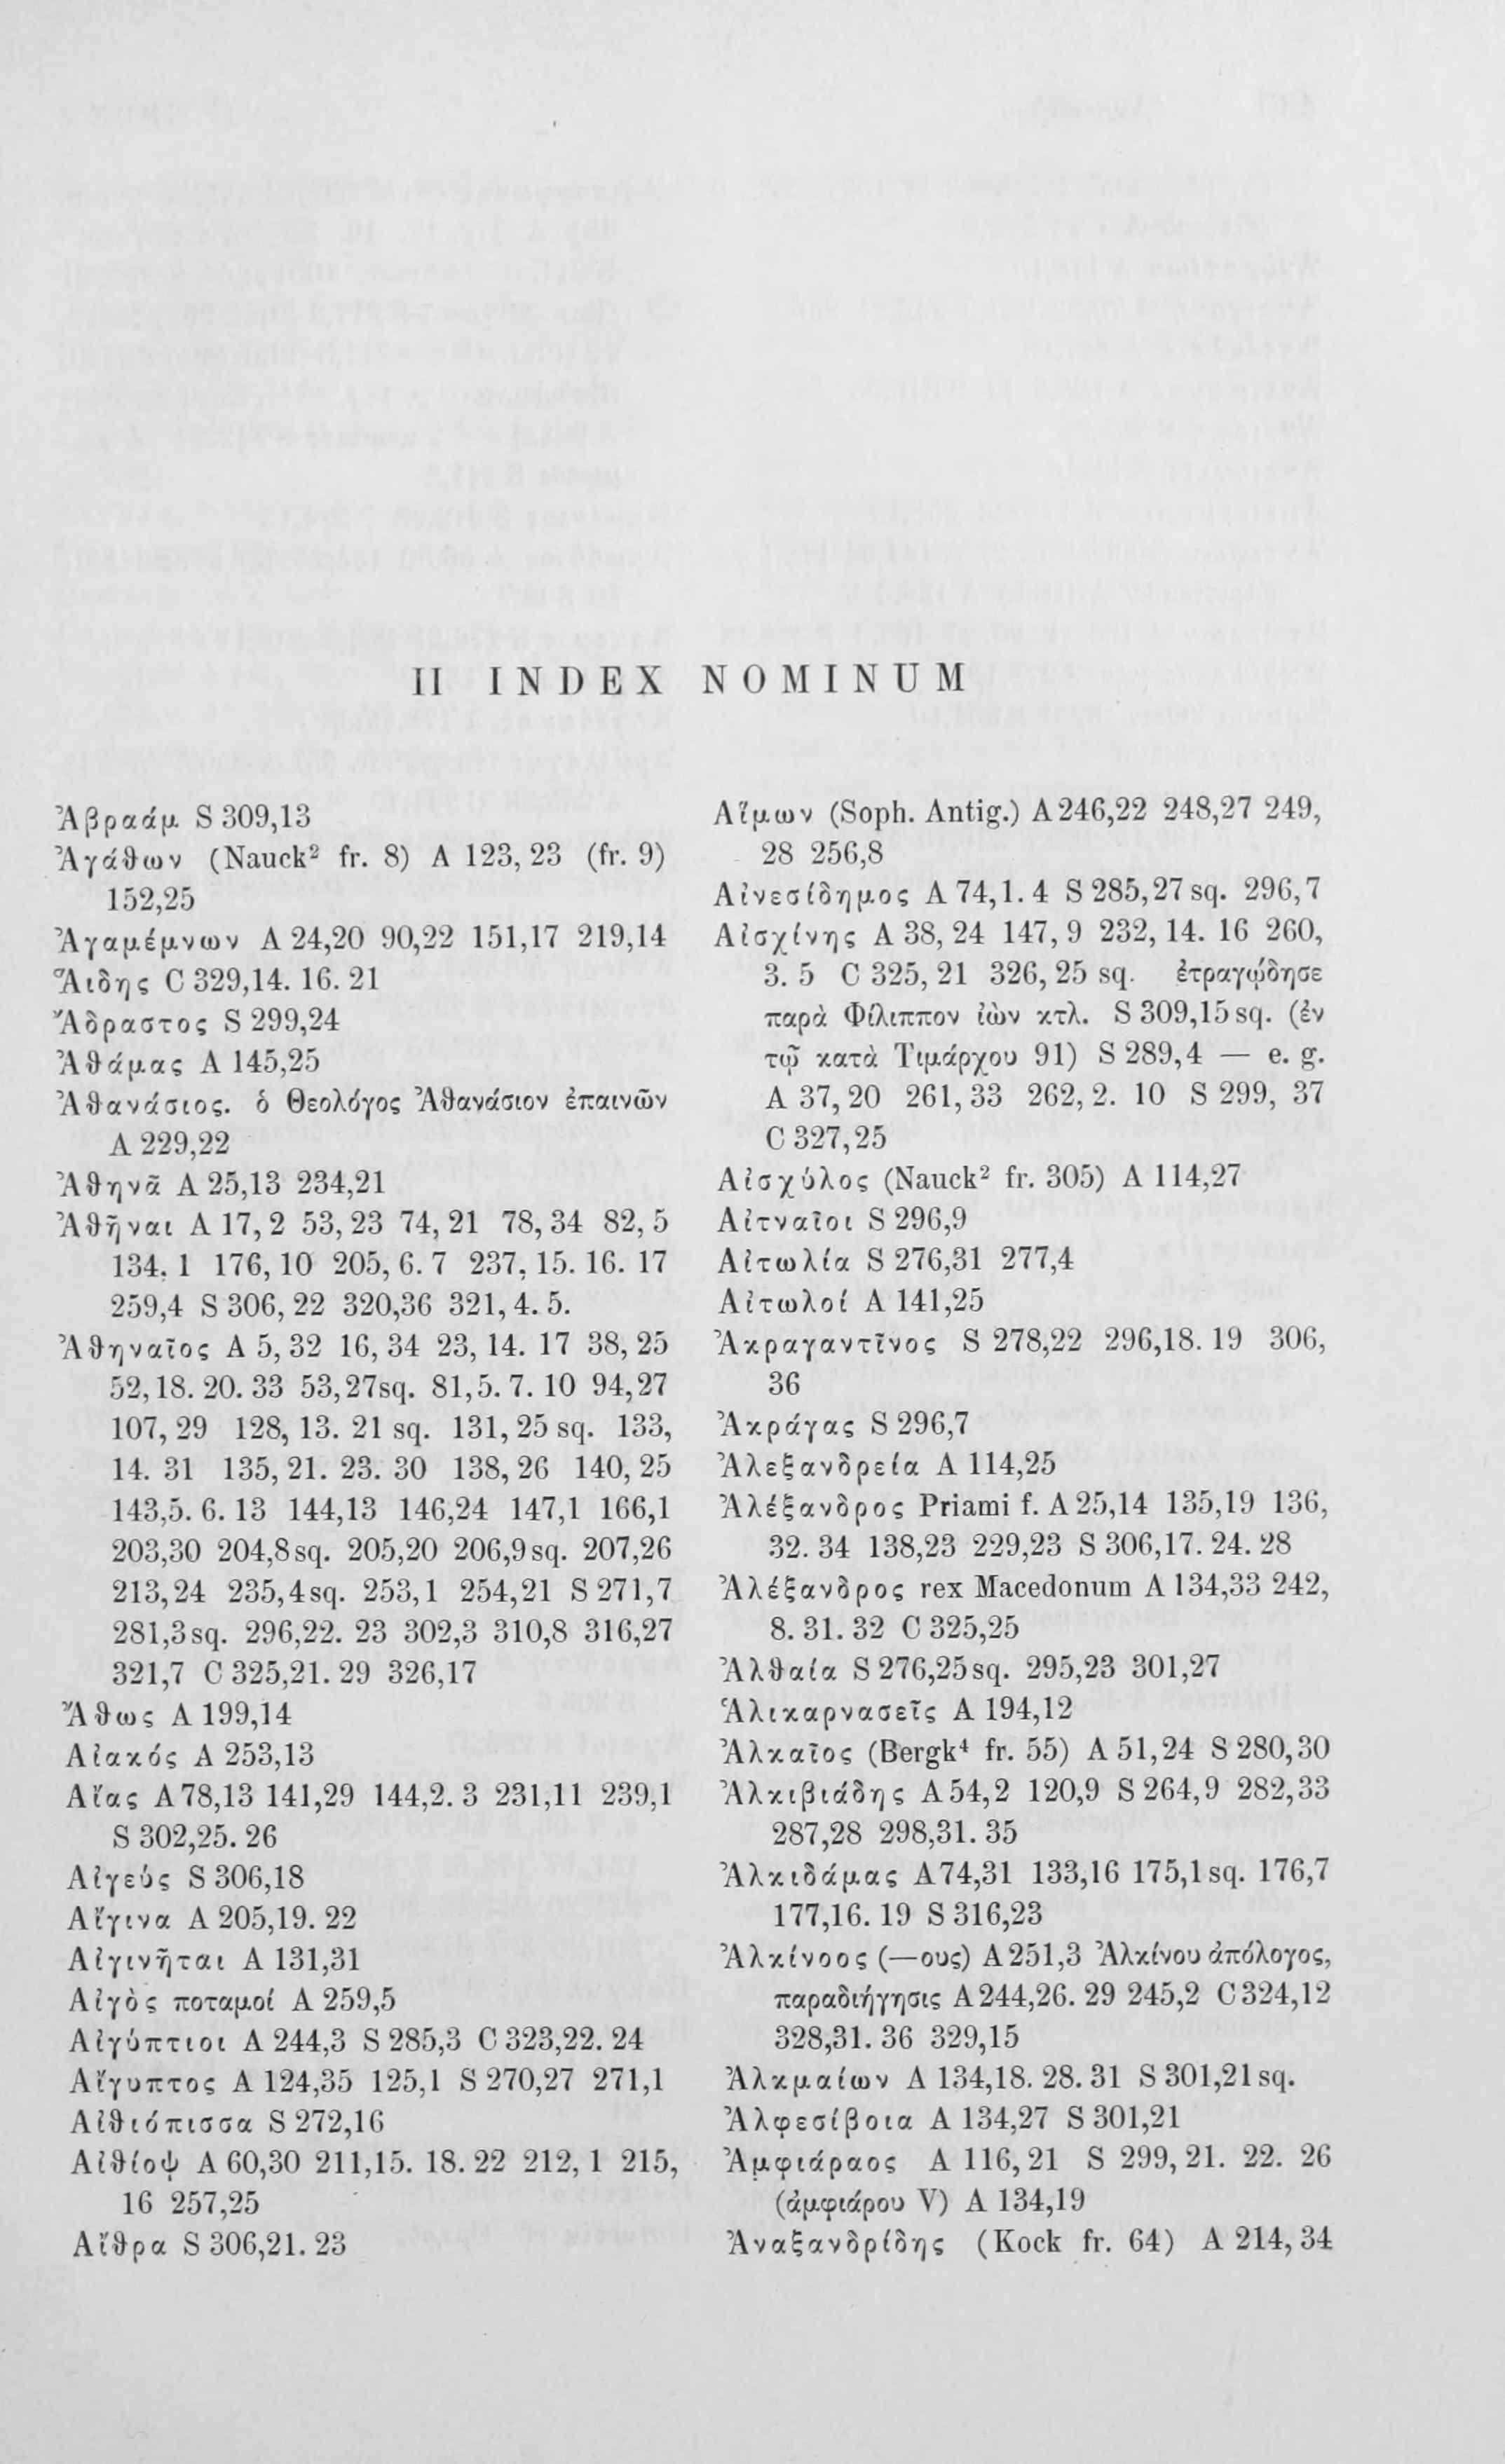 II INDEX NOMINUM
Ἀβραάμ S 309,13
Ἀγάθων (Nauck² fr. 8) A 123, 23 (fr. 9)
152,25
Ἀγαμέμνων A 24,20 90,22 151,17 219,14
Ἅιδης C 329,14. 16. 21
Ἄδραστος S 299,24
Ἀθάμας A 145,25
Ἀθανάσιος. ὁ Θεολόγος Ἀθανάσιον ἐπαινῶν
A 229,22
Ἀθηνᾶ A 25,13 234,21
Ἀθῆναι A 17, 2 53, 23 74, 21 78, 34 82, 5
134, 1 176, 10 205, 6. 7 237, 15. 16. 17
259,4 S 306, 22 320,36 321, 4. 5.
Ἀθηναῖος A 5, 32 16, 34 23, 14. 17 38, 25
52,18. 20. 33 53,27sq. 81,5. 7. 10 94,27
107, 29 128, 13. 21 sq. 131, 25 sq. 133,
14. 31 135, 21. 23. 30 138, 26 140, 25
143,5. 6. 13 144,13 146,24 147,1 166,1
203,30 204,8sq. 205,20 206,9sq. 207,26
213,24 235,4sq. 253,1 254,21 S 271,7
281,3sq. 296,22. 23 302,3 310,8 316,27
321,7 C 325,21. 29 326,17
Ἄθως A 199,14
Αἰακός A 253,13
Αἴας A 78,13 141,29 144,2. 3 231,11 239,1
S 302,25. 26
Αἰγεύς S 306,18
Αἴγινα A 205,19. 22
Αἰγινῆται A 131,31
Αἰγὸς ποταμοί A 259,5
Αἰγύπτιοι A 244,3 S 285,3 C 323,22. 24
Αἴγυπτος A 124,35 125,1 S 270,27 271,1
Αἰθιόπισσα S 272,16
Αἰθίοψ A 60,30 211,15. 18. 22 212, 1 215,
16 257,25
Αἴθρα S 306,21. 23
Αἵμων (Soph. Antig.) A 246,22 248,27 249,
28 256,8
Αἰνεσίδημος A 74,1. 4 S 285,27 sq. 296,7
Αἰσχίνης A 38, 24 147, 9 232, 14. 16 260,
3. 5 C 325, 21 326, 25 sq. ἐτραγῴδησε
παρὰ Φίλιππον ἰὼν κτλ. S 309,15 sq. (ἐν
τῷ κατὰ Τιμάρχου 91) S 289,4 — e. g.
A 37, 20 261, 33 262, 2. 10 S 299, 37
C 327,25
Αἰσχύλος (Nauck² fr. 305) A 114,27
Αἰτναῖοι S 296,9
Αἰτωλία S 276,31 277,4
Αἰτωλοί A 141,25
Ἀκραγαντῖνος S 278,22 296,18. 19 306,
36
Ἀκράγας S 296,7
Ἀλεξανδρεία A 114,25
Ἀλέξανδρος Priami f. A 25,14 135,19 136,
32. 34 138,23 229,23 S 306,17. 24. 28
Ἀλέξανδρος rex Macedonum A 134,33 242,
8. 31. 32 C 325,25
Ἀλθαία S 276,25sq. 295,23 301,27
Ἁλικαρνασεῖς A 194,12
Ἀλκαῖος (Bergk⁴ fr. 55) A 51,24 S 280,30
Ἀλκιβιάδης A 54,2 120,9 S 264,9 282,33
287,28 298,31. 35
Ἀλκιδάμας A 74,31 133,16 175,1sq. 176,7
177,16. 19 S 316,23
Ἀλκίνοος (—ους) A 251,3 Ἀλκίνου ἀπόλογος,
παραδιήγησις A 244,26. 29 245,2 C 324,12
328,31. 36 329,15
Ἀλκμαίων A 134,18. 28. 31 S 301,21sq.
Ἀλφεσίβοια A 134,27 S 301,21
Ἀμφιάραος A 116, 21 S 299, 21. 22. 26
(ἀμφιάρου V) A 134,19
Ἀναξανδρίδης (Kock fr. 64) A 214, 34